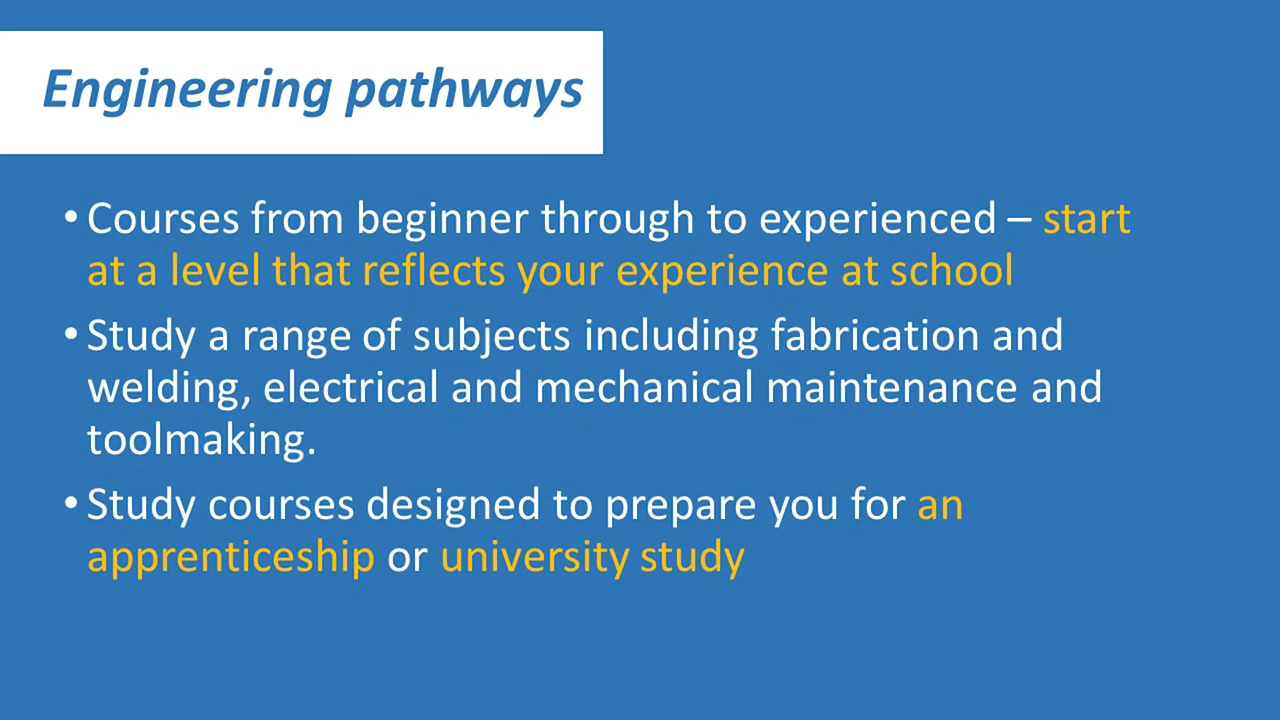 Engineering pathways
• Courses from beginner through to experienced – start
at a level that reflects your experience at school
• Study a range of subjects including fabrication and
welding, electrical and mechanical maintenance and
toolmaking.
• Study courses designed to prepare you for an
apprenticeship or university study